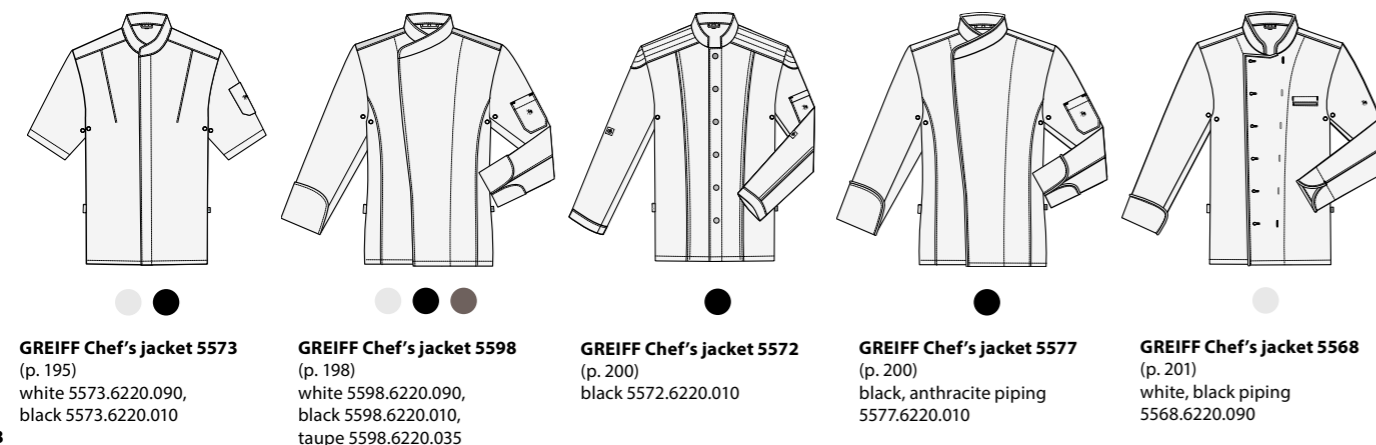 GREIFF Chef’s jacket 5573
(p. 195)
white 5573.6220.090,
black 5573.6220.010
GREIFF Chef’s jacket 5598
(p. 198)
white 5598.6220.090,
black 5598.6220.010,
taupe 5598.6220.035
GREIFF Chef’s jacket 5572
(p. 200)
black 5572.6220.010
GREIFF Chef’s jacket 5577
(p. 200)
black, anthracite piping
5577.6220.010
GREIFF Chef’s jacket 5568
(p. 201)
white, black piping
5568.6220.090